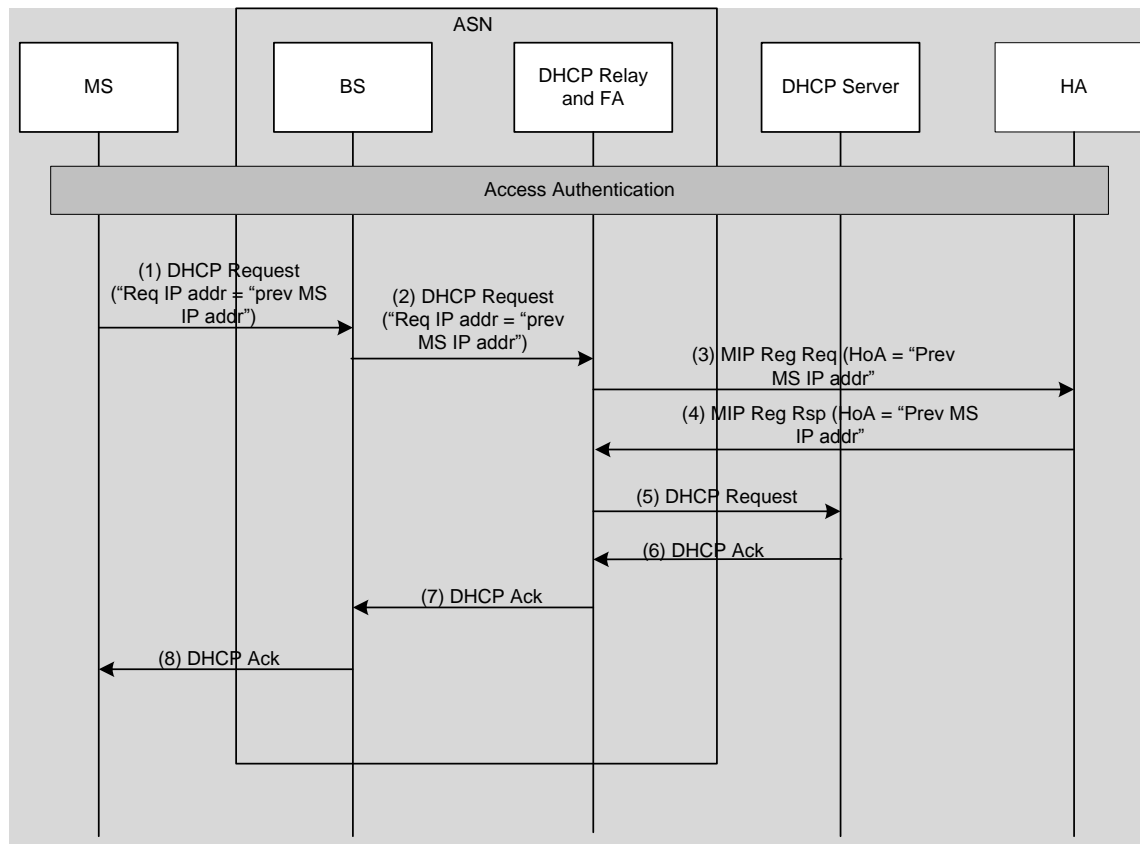 ASN
MS
BS
DHCP Relay
and FA
DHCP Server
HA
Access Authentication
(1) DHCP Request
(“Req IP addr = “prev MS
IP addr”)
(2) DHCP Request
(“Req IP addr = “prev
MS IP addr”)
(3) MIP Reg Req (HoA = “Prev
MS IP addr”
(4) MIP Reg Rsp (HoA = “Prev MS
IP addr”
(5) DHCP Request
(6) DHCP Ack
(7) DHCP Ack
(8) DHCP Ack